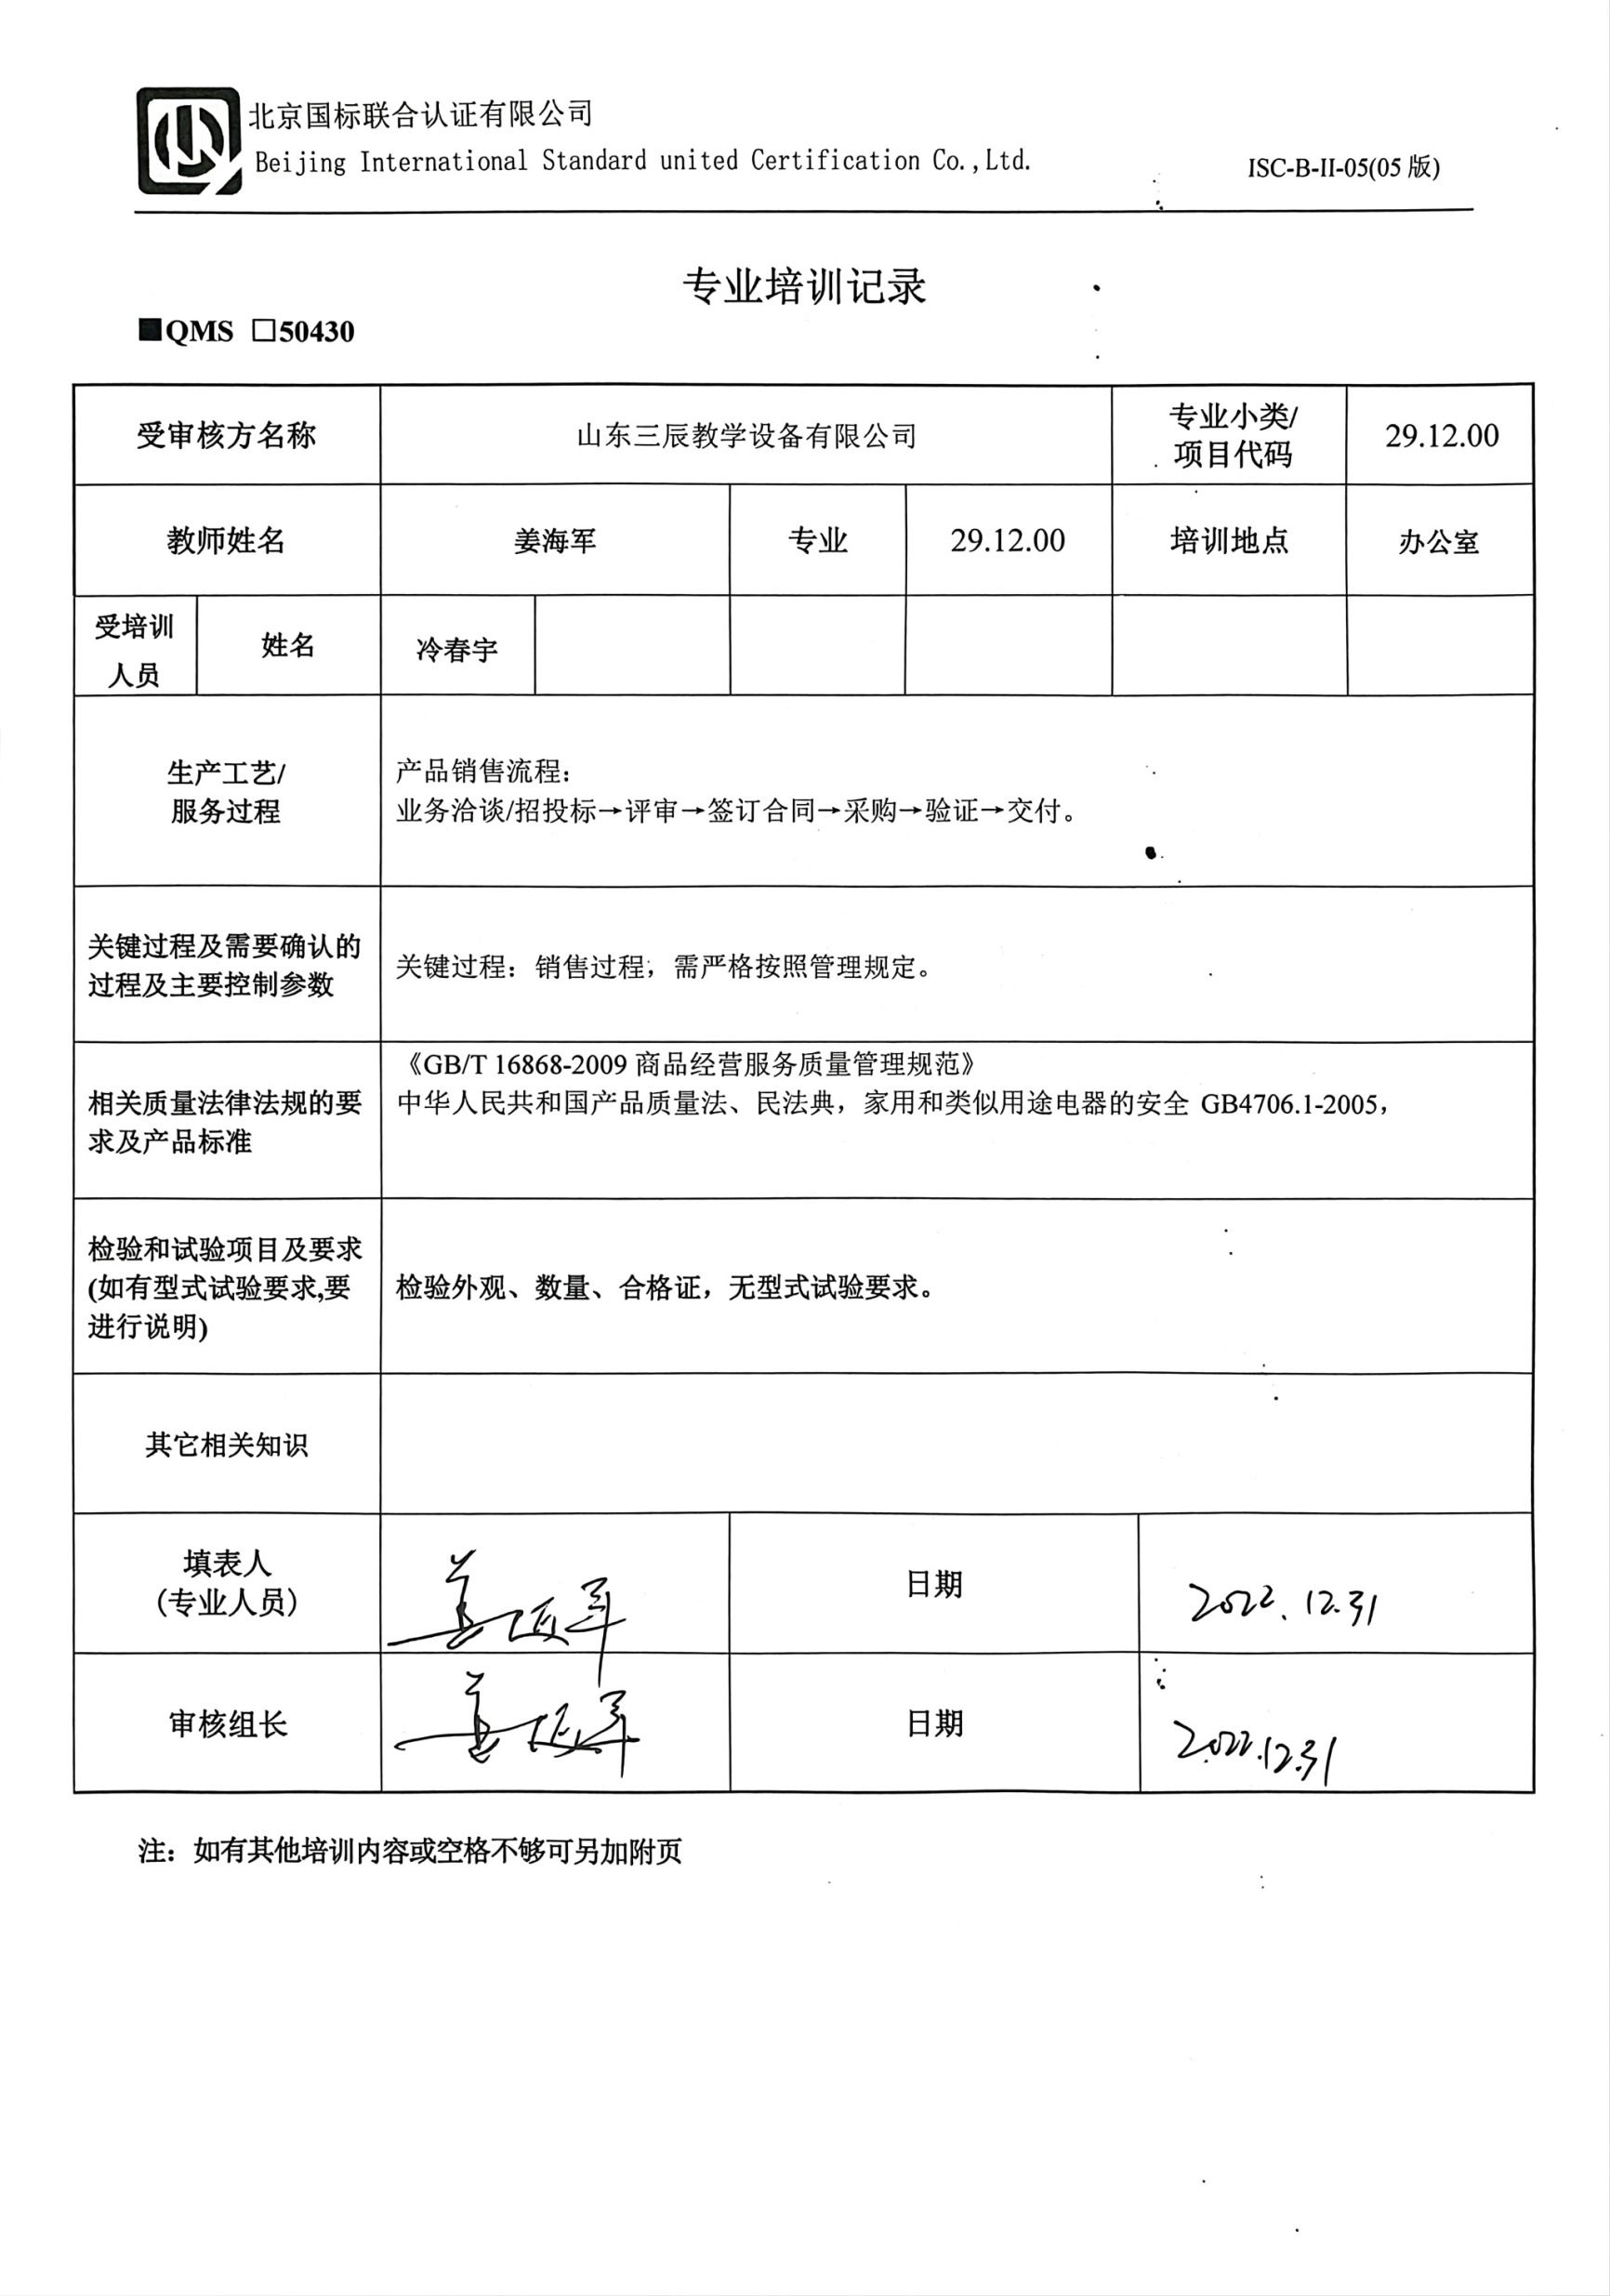 北京国标联合认证有限公司
Beijing International Standard united Certification Co.,Ltd.
ISC-B-II-05(05 版)
专业培训记录
■QMS □50430
受审核方名称 山东三辰教学设备有限公司 专业小类/
项目代码 29.12.00
教师姓名 姜海军 专业 29.12.00 培训地点 办公室
受培训
人员 姓名 冷春宇
生产工艺/
服务过程
产品销售流程：
业务洽谈/招投标→评审→签订合同→采购→验证→交付。
关键过程及需要确认的
过程及主要控制参数
关键过程：销售过程，需严格按照管理规定。
相关质量法律法规的要
求及产品标准
《GB/T 16868-2009 商品经营服务质量管理规范》
中华人民共和国产品质量法、民法典，家用和类似用途电器的安全 GB4706.1-2005，
检验和试验项目及要求
(如有型式试验要求,要
进行说明)
检验外观、数量、合格证，无型式试验要求。
其它相关知识
填表人
（专业人员）
姜海军 日期 2022.12.31
审核组长 姜海军 日期 2022.12.31
注：如有其他培训内容或空格不够可另加附页